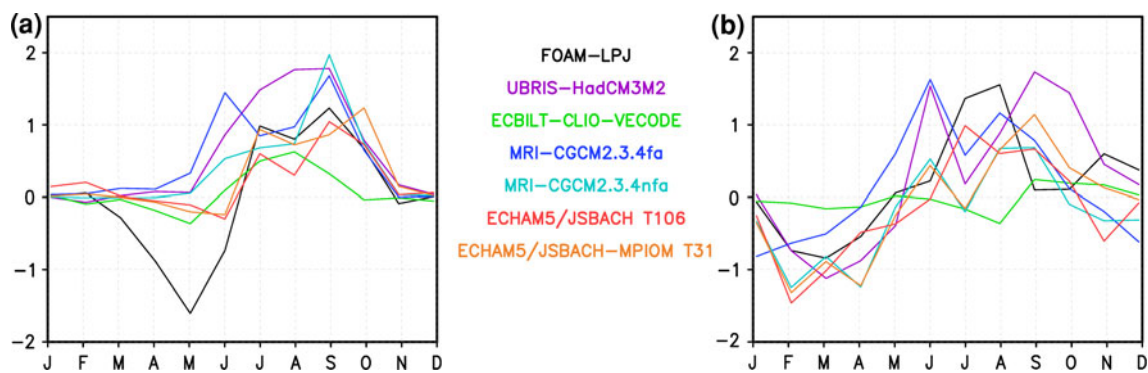 (a)
2
1
0
-1
-2
J F M A M J J A S O N D
FOAM-LPJ
UBRIS-HadCM3M2
ECBILT-CLIO-VECODE
MRI-CGCM2.3.4fa
MRI-CGCM2.3.4nfa
ECHAM5/JSBACH T106
ECHAM5/JSBACH-MPIOM T31
(b)
2
1
0
-1
-2
J F M A M J J A S O N D